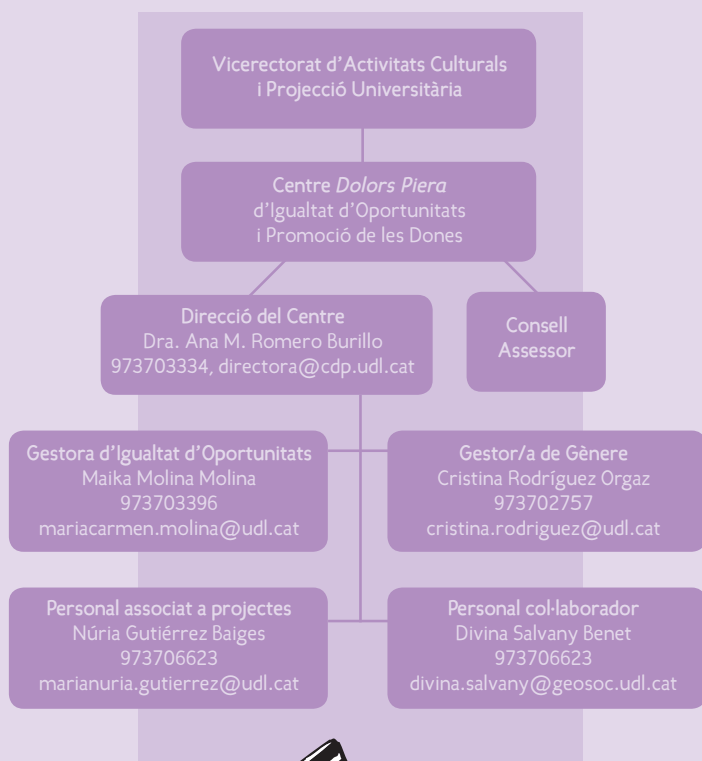 Vicerectorat d'Activitats Culturals
i Projecció Universitària
Centre Dolors Piera
d'Igualtat d'Oportunitats
i Promoció de les Dones
Direcció del Centre
Dra. Ana M. Romero Burillo
973703334, directora@cdp.udl.cat
Consell
Assessor
Gestora d'Igualtat d'Oportunitats
Maika Molina Molina
973703396
mariacarmen.molina@udl.cat
Gestor/a de Gènere
Cristina Rodríguez Orgaz
973702757
cristina.rodriguez@udl.cat
Personal associat a projectes
Núria Gutiérrez Baiges
973706623
marianuria.gutierrez@udl.cat
Personal col·laborador
Divina Salvany Benet
973706623
divina.salvany@geosoc.udl.cat